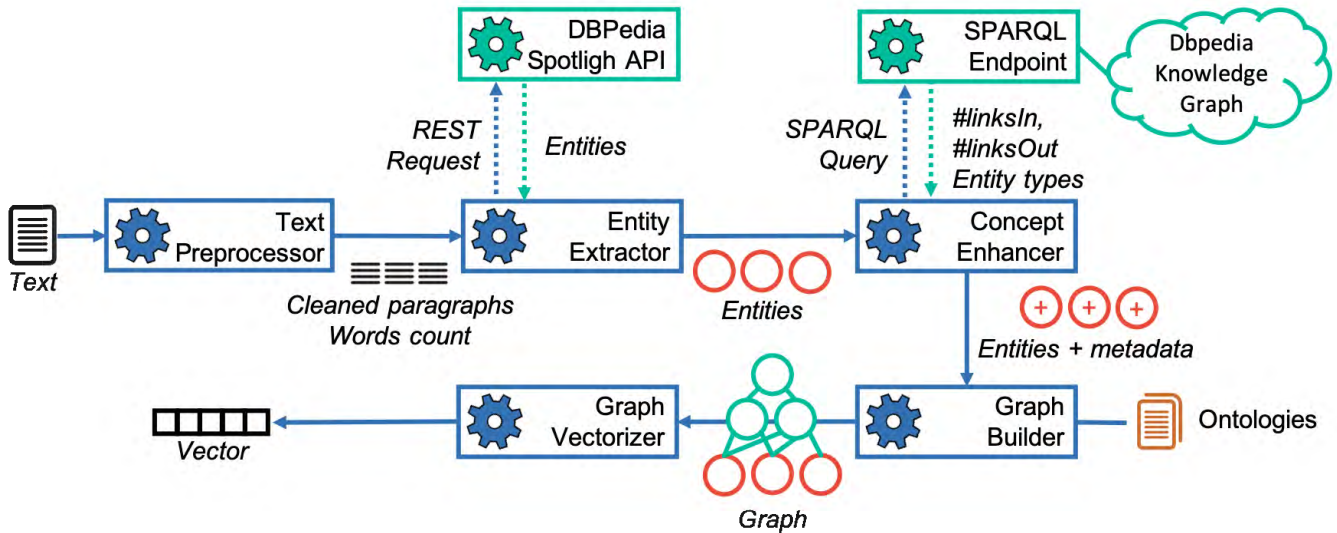 DBPedia
Spotligh API
SPARQL
Endpoint
Dbpedia
Knowledge
Graph
REST
Request
Entities
SPARQL
Query
#linksIn,
#linksOut
Entity types
Text
Text
Preprocessor
Entity
Extractor
Concept
Enhancer
Cleaned paragraphs
Words count
Entities
+ + +
Entities + metadata
Vector
Graph
Vectorizer
Graph
Graph
Builder
Ontologies